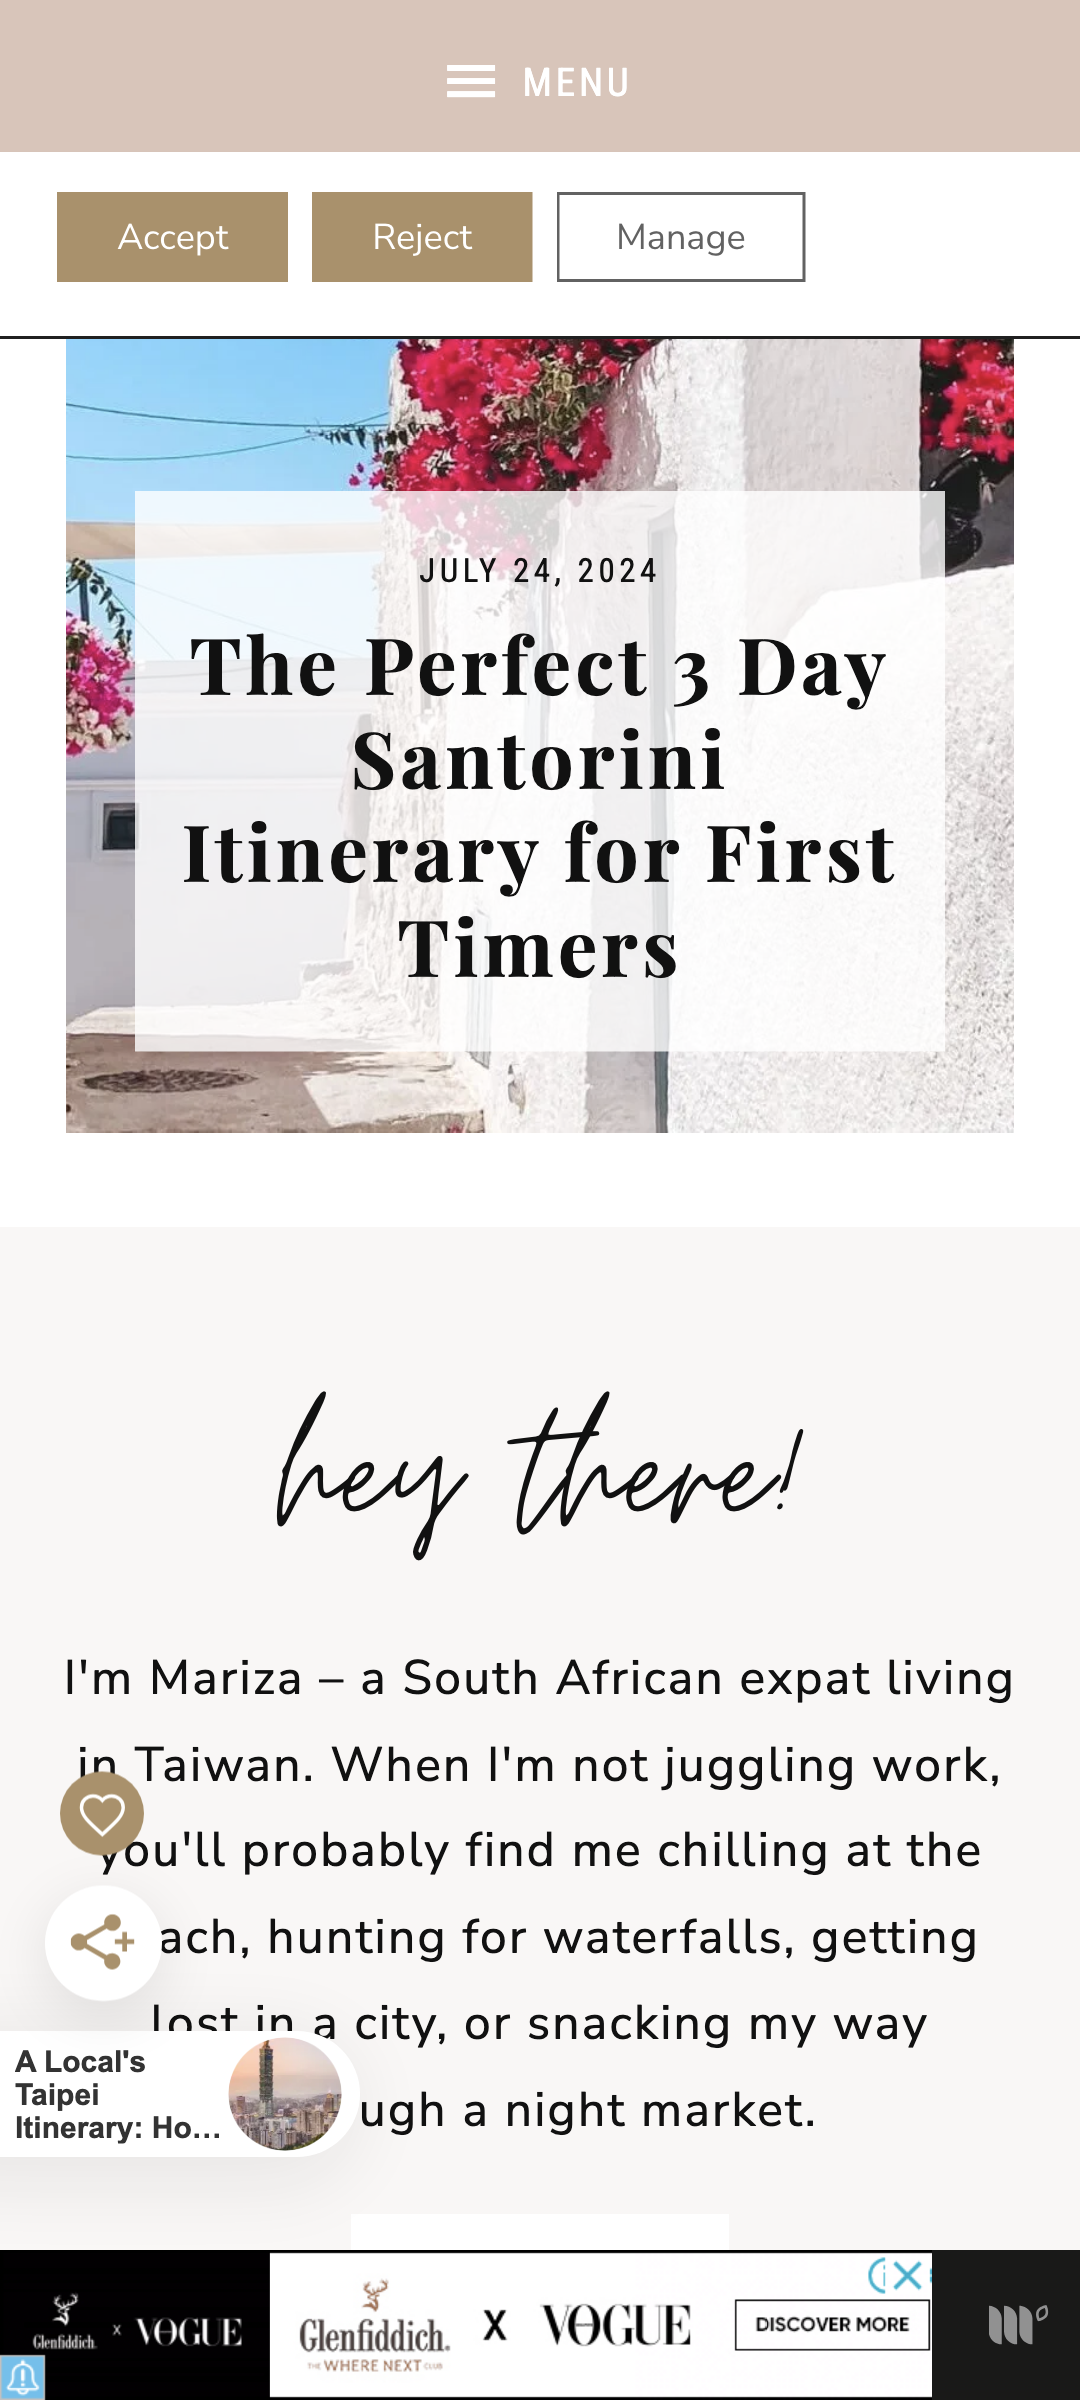 MENU
Accept
Reject
Manage
JULY 24, 2024
The Perfect 3 Day
Santorini
Itinerary for First
Timers
hey there!
I'm Mariza – a South African expat living
in Taiwan. When I'm not juggling work,
you'll probably find me chilling at the
ach, hunting for waterfalls, getting
lost in a city, or snacking my way
ugh a night market.
A Local's
Taipei
Itinerary: Ho...
Glenfiddich. X VOGUE
Glenfiddich. X VOGUE
THE WHERE NEXT CLUB
DISCOVER MORE